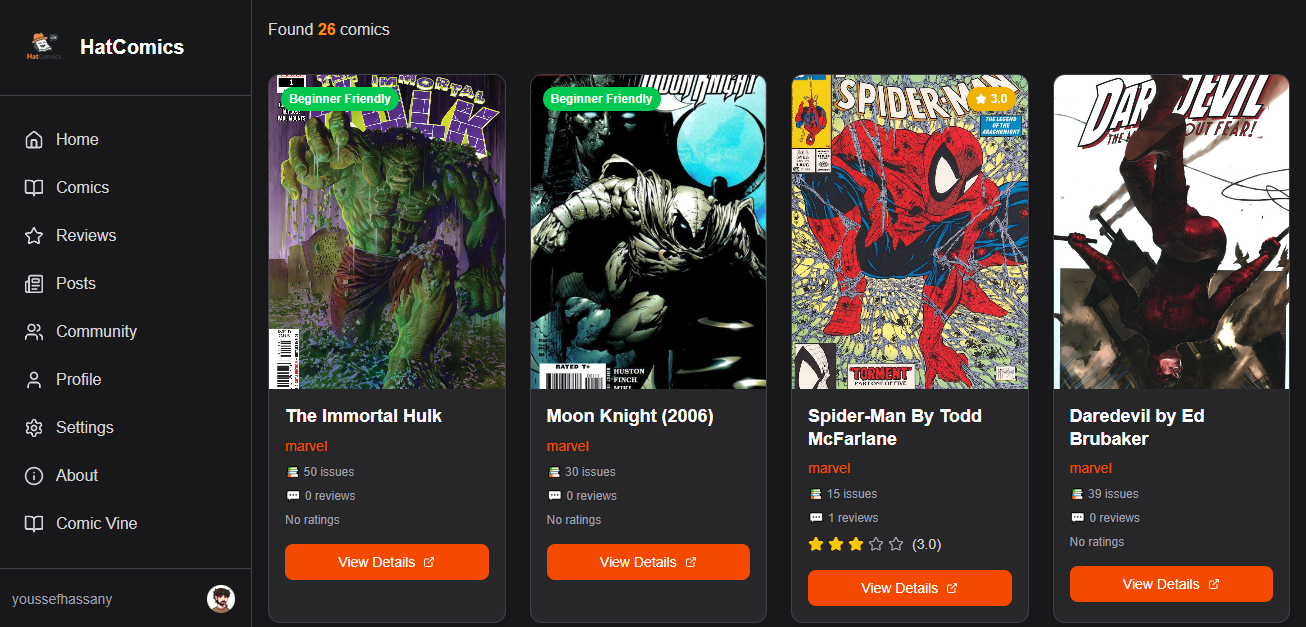 HatComics
HatComics
Home
Comics
Reviews
Posts
Community
Profile
Settings
About
Comic Vine
youssefhassany
Found 26 comics
THE IMMORTAL
HULK
1
Beginner Friendly
The Immortal Hulk
marvel
50 issues
0 reviews
No ratings
View Details
MOON KNIGHT
Beginner Friendly
RATED T+
HUSTON
FINCH
MIKI
Moon Knight (2006)
marvel
30 issues
0 reviews
No ratings
View Details
SPIDER-M
3.0
THE LEGEND
OF THE
ARACHKNIGHT
TORMENT
PART ONE OF FIVE
Spider-Man By Todd
McFarlane
marvel
15 issues
1 reviews
(3.0)
View Details
DAREDEVIL
THE OUT FEAR!
Daredevil by Ed
Brubaker
marvel
39 issues
0 reviews
No ratings
View Details